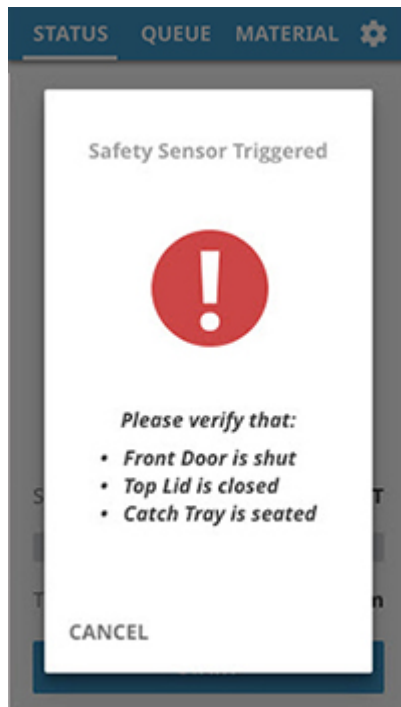 STATUS QUEUE MATERIAL
Safety Sensor Triggered
Please verify that:
• Front Door is shut
• Top Lid is closed
• Catch Tray is seated
CANCEL